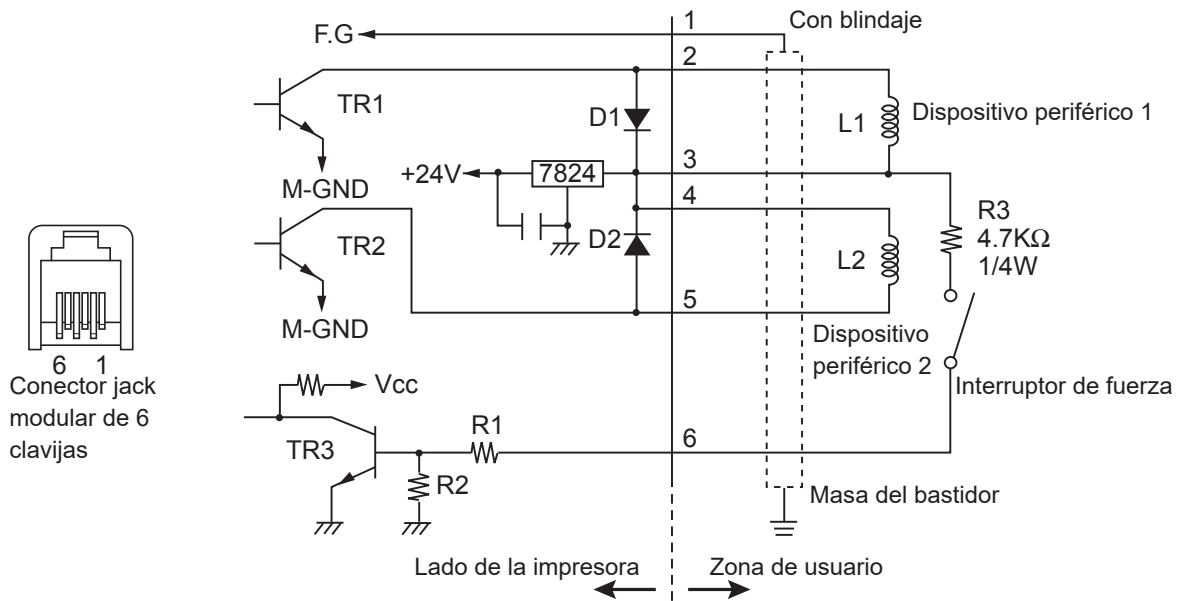 1
Con blindaje
F.G
2
TR1
D1
L1
Dispositivo periférico 1
M-GND
+24V
7824
3
4
R3
4.7KΩ
1/4W
TR2
D2
L2
M-GND
5
Dispositivo
periférico 2
6 1
Conector jack
modular de 6
clavijas
Vcc
Interruptor de fuerza
TR3
R1
6
R2
Masa del bastidor
Lado de la impresora
Zona de usuario